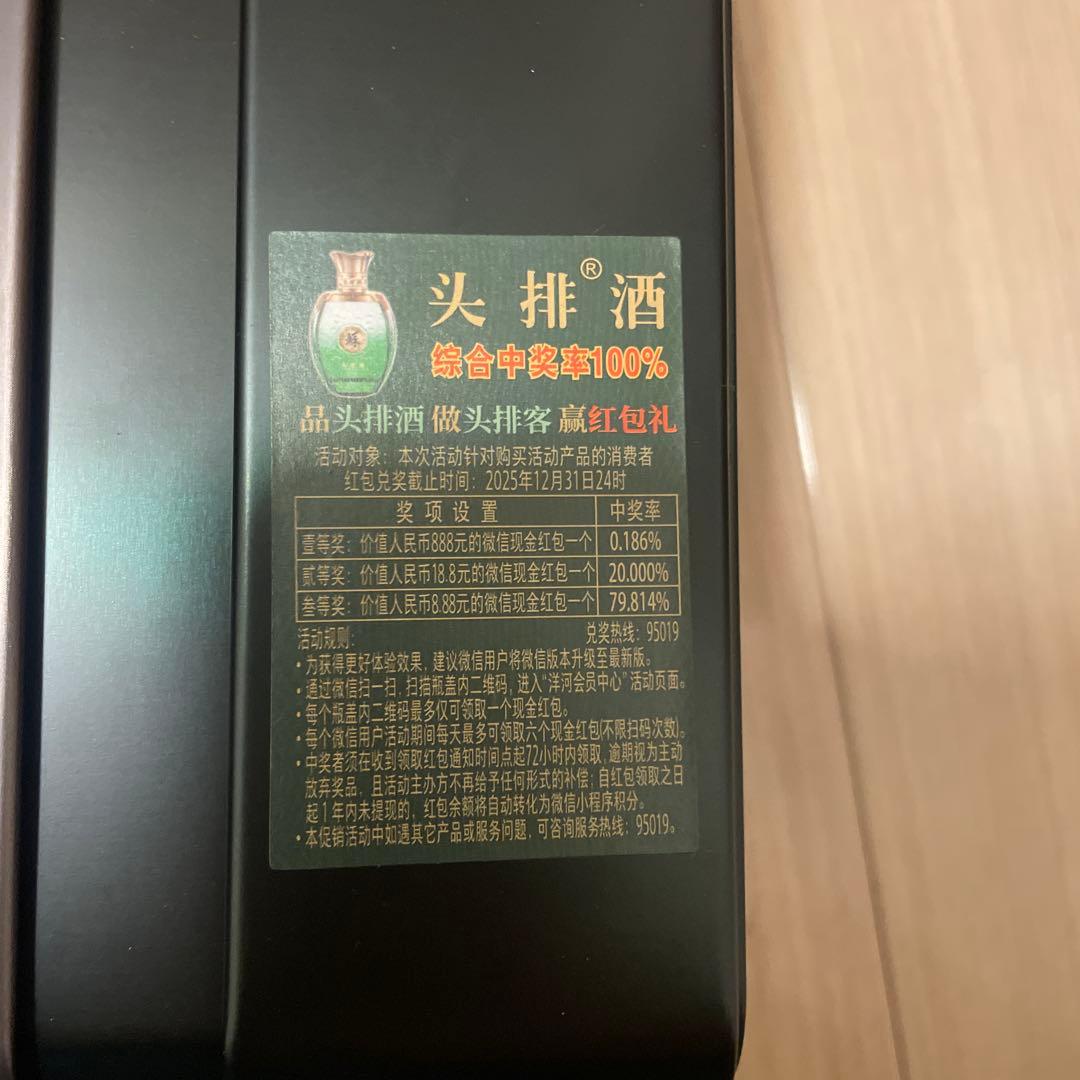 头排®酒
综合中奖率100%
品头排酒 做头排客 赢红包礼
活动对象：本次活动针对购买活动产品的消费者
红包兑奖截止时间：2025年12月31日24时
奖项设置 中奖率
壹等奖：价值人民币888元的微信现金红包一个 0.186%
贰等奖：价值人民币18.8元的微信现金红包一个 20.000%
叁等奖：价值人民币8.88元的微信现金红包一个 79.814%
活动规则： 兑奖热线：95019
·为获得更好体验效果，建议微信用户将微信版本升级至最新版。
·通过微信扫一扫，扫描瓶盖内二维码，进入“洋河会员中心”活动页面。
·每个瓶盖内二维码最多仅可领取一个现金红包。
·每个微信用户活动期间每天最多可领取六个现金红包(不限扫码次数)。
·中奖者须在收到领取红包通知时间点起72小时内领取，逾期视为主动
放弃奖品，且活动主办方不再给予任何形式的补偿；自红包领取之日
起1年内未提现的，红包余额将自动转化为微信小程序积分。
·本促销活动中如遇其它产品或服务问题，可咨询服务热线：95019。